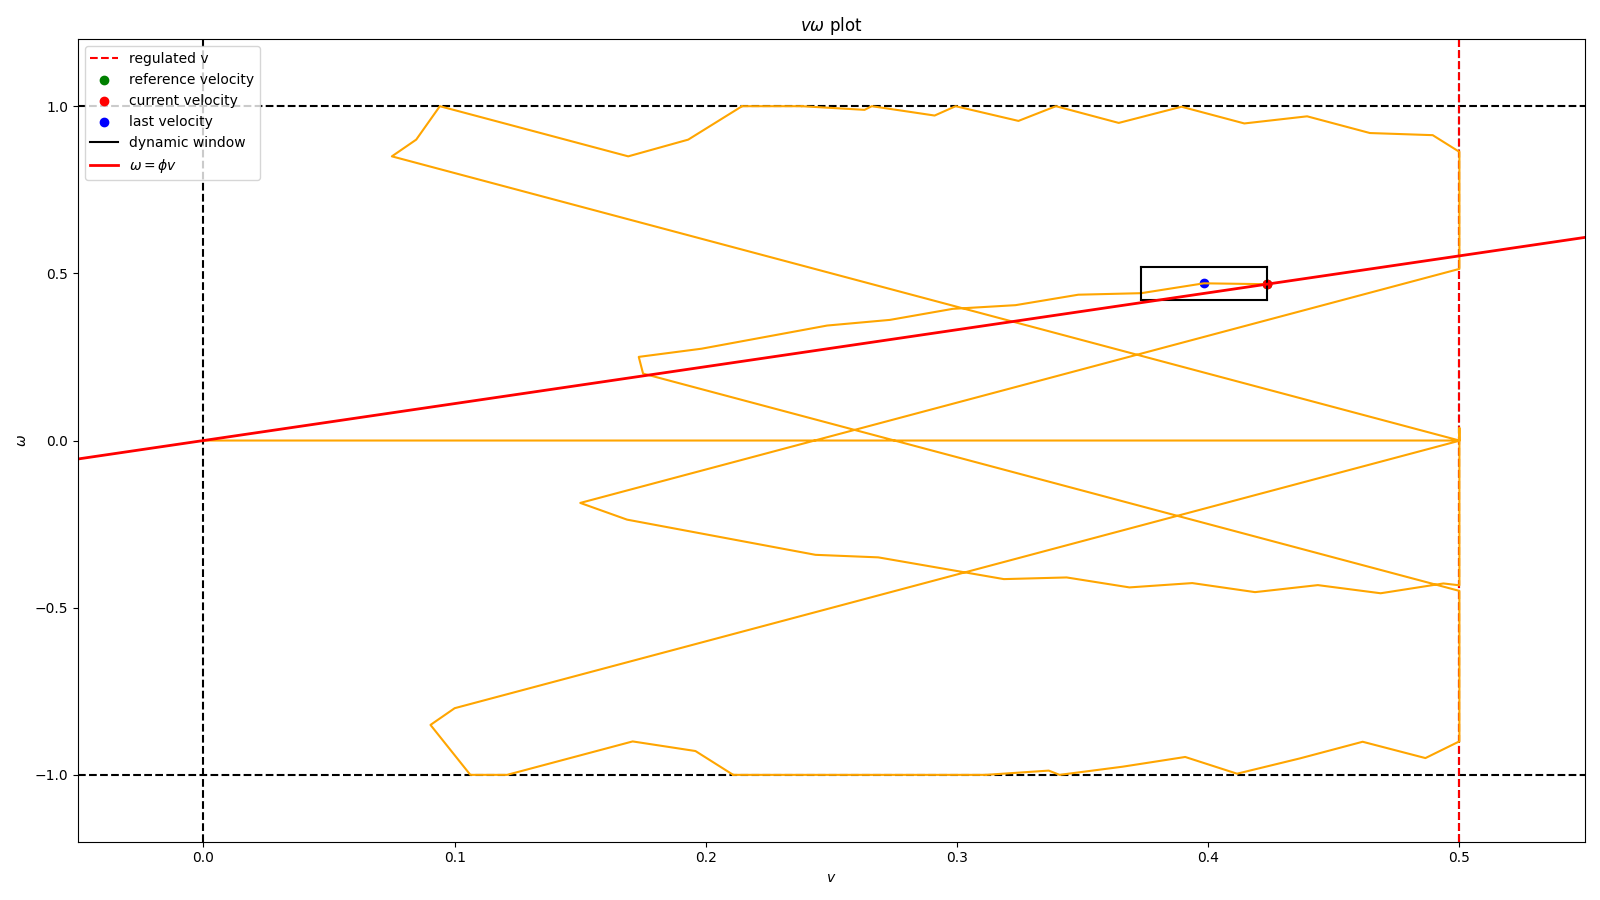 vω plot
regulated v
reference velocity
current velocity
last velocity
dynamic window
ω = ϕv
1.0
0.5
0.0
−0.5
−1.0
ω
0.0 0.1 0.2 0.3 0.4 0.5
v